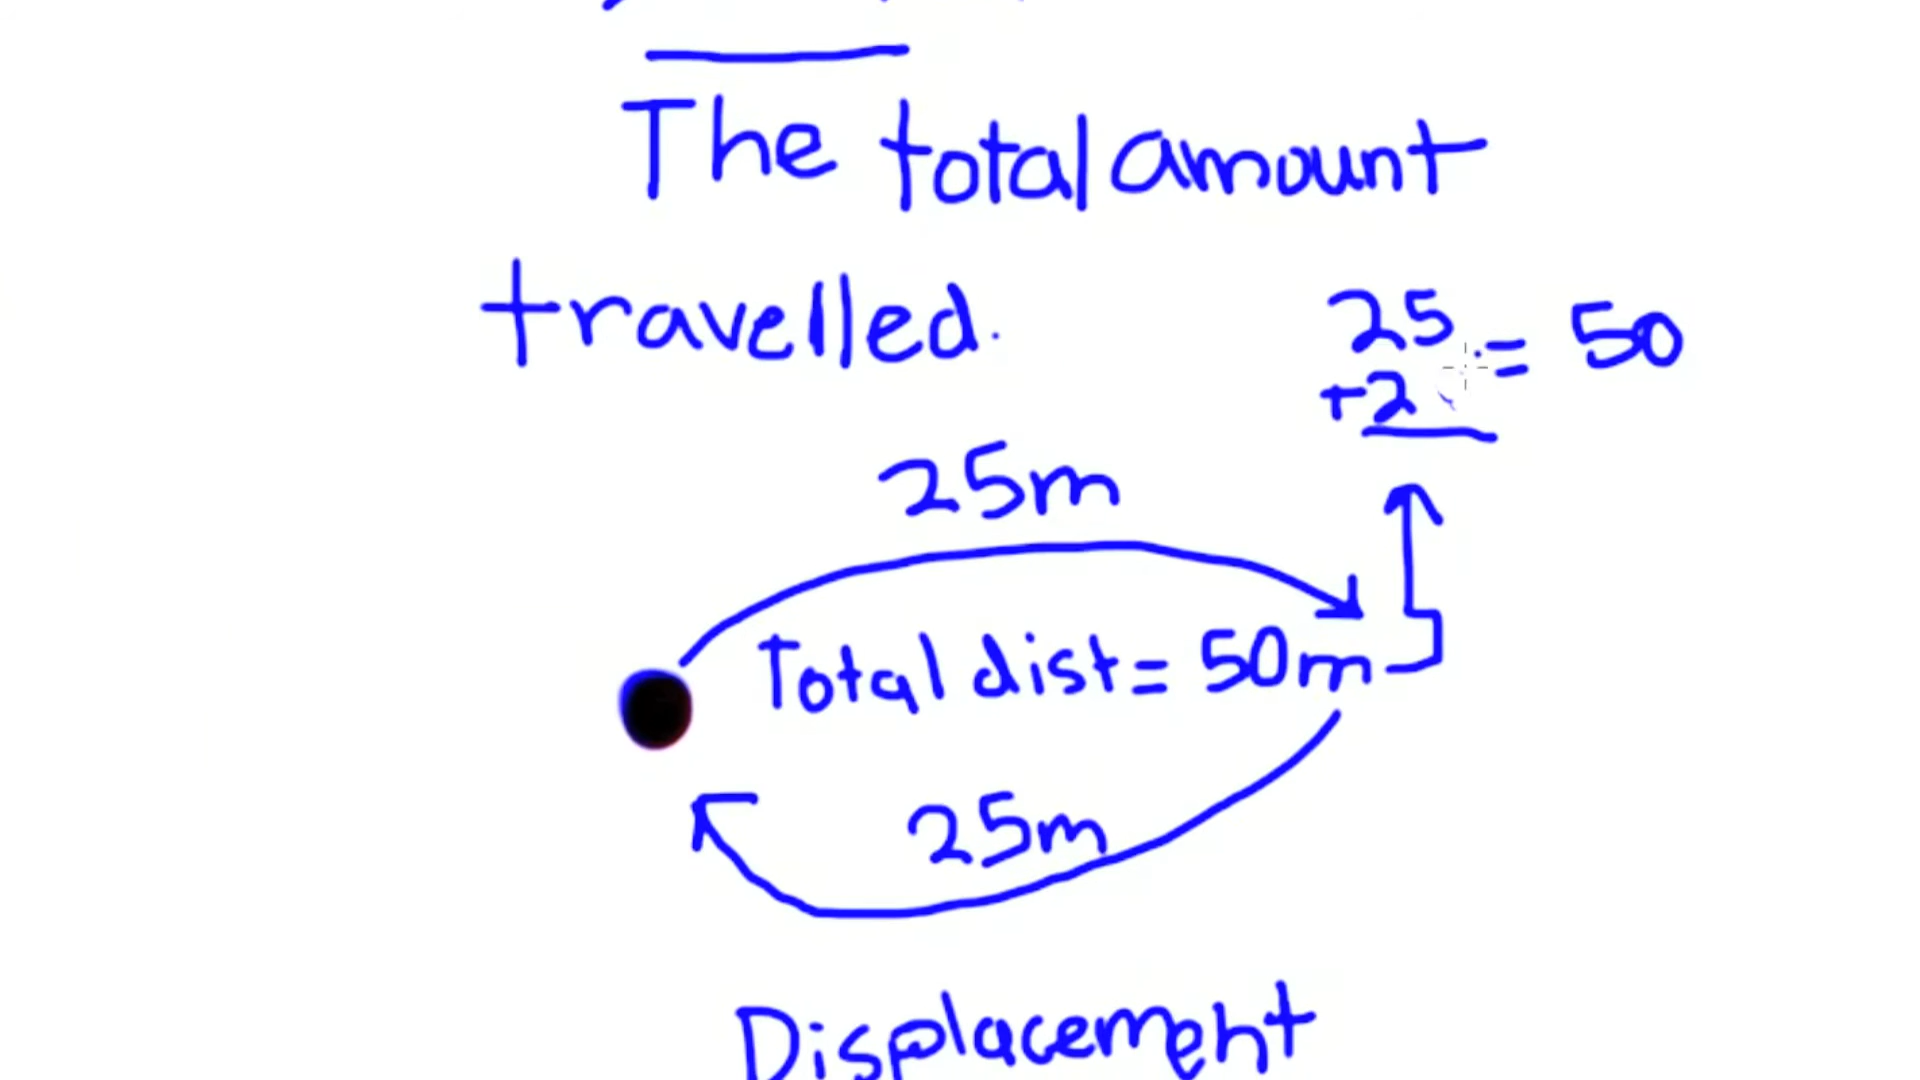 The total amount
travelled.
25 = 50
+2
25m
Total dist = 50m
25m
Displacement